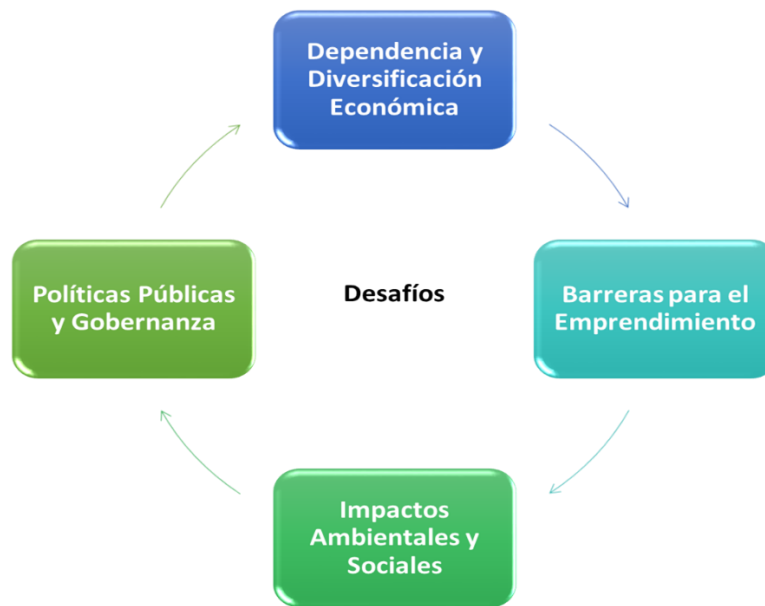 Dependencia y
Diversificación
Económica
Políticas Públicas
y Gobernanza
Desafíos
Barreras para el
Emprendimiento
Impactos
Ambientales y
Sociales